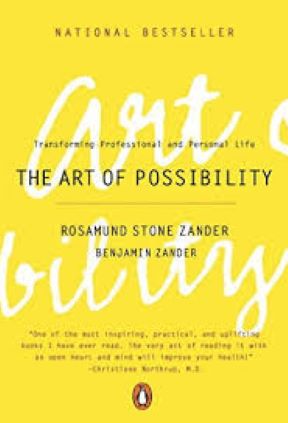 NATIONAL BESTSELLER
Art o
Transforming Professional and Personal Life
THE ART OF POSSIBILITY
ROSAMUND STONE ZANDER
BENJAMIN ZANDER
bility
"One of the most inspiring, practical, and uplifting
books I have ever read. The very act of reading it with
an open heart and mind will improve your health!"
—Christiane Northrup, M.D.